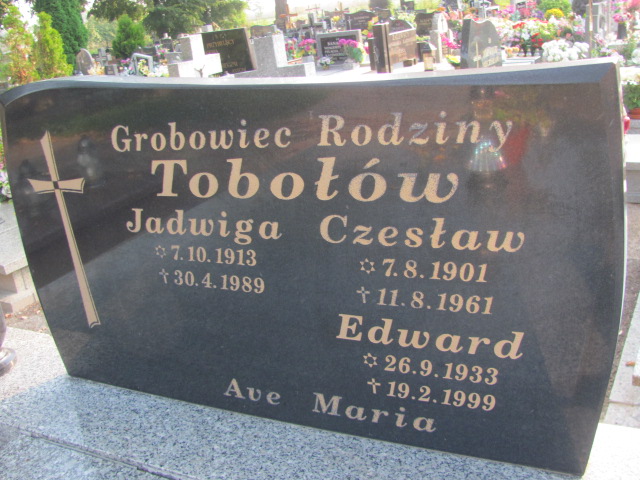 Grobowiec Rodziny
Tobołów
Jadwiga
✡ 7.10.1913
† 30.4.1989
Czesław
✡ 7.8.1901
† 11.8.1961
Edward
✡ 26.9.1933
† 19.2.1999
Ave Maria